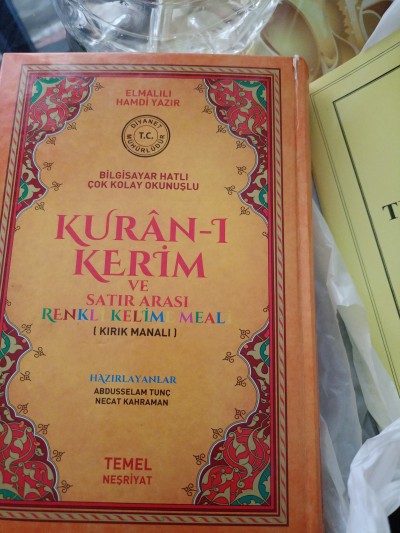 ELMALILI
HAMDİ YAZIR
DİYANET
T.C.
MÜHÜRLÜDÜR
BİLGİSAYAR HATLI
ÇOK KOLAY OKUNUŞLU
KURÂN-I
KERİM
VE
SATIR ARASI
RENKLİ KELİME MEALİ
( KIRIK MANALI )
HAZIRLAYANLAR
ABDUSSELAM TUNÇ
NECAT KAHRAMAN
TEMEL
NEŞRİYAT